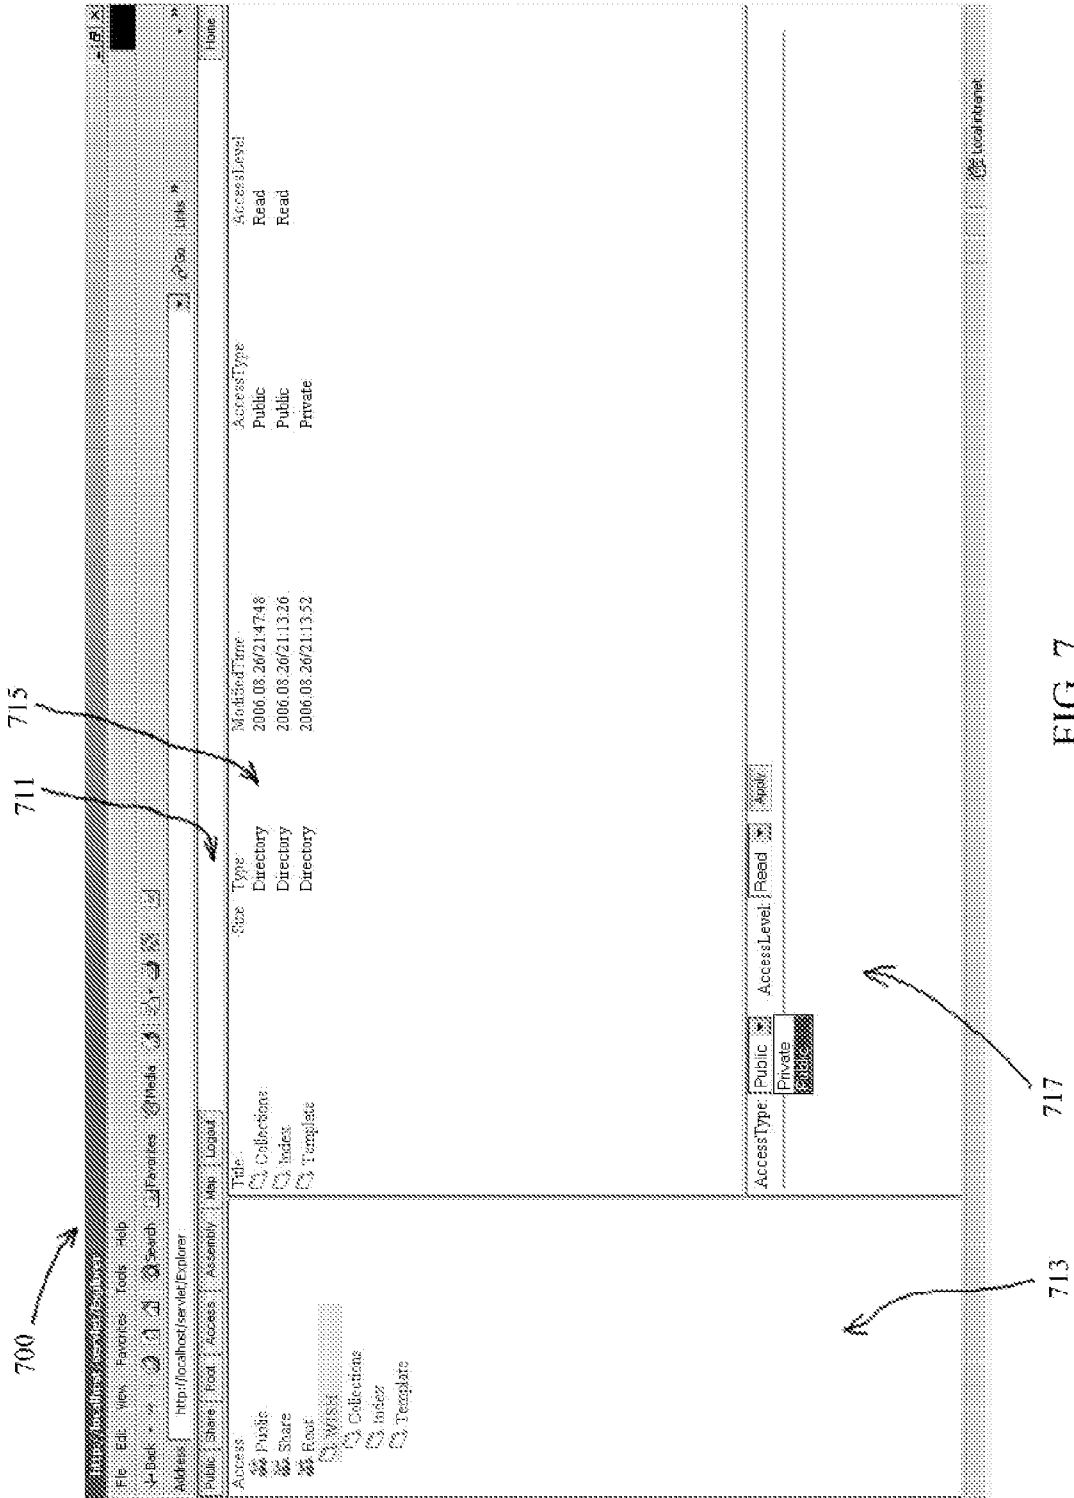 700
711
715
File Edit View Favorites Tools Help
Back Search Favorites Media
Address http://localhost/servlet/Explorer Go Links »
Public Share Root Access Assembly Map Logout Home
Access
Public
Share
Root
Collections
Index
Template
Title Size Type ModifiedTime AccessType AccessLevel
Collections Directory 2006.08.26/21:47:48 Public Read
Index Directory 2006.08.26/21:13:26 Public Read
Template Directory 2006.08.26/21:13:52 Private
AccessType: Public AccessLevel: Read Apply
Private
Local intranet
713
717
FIG. 7